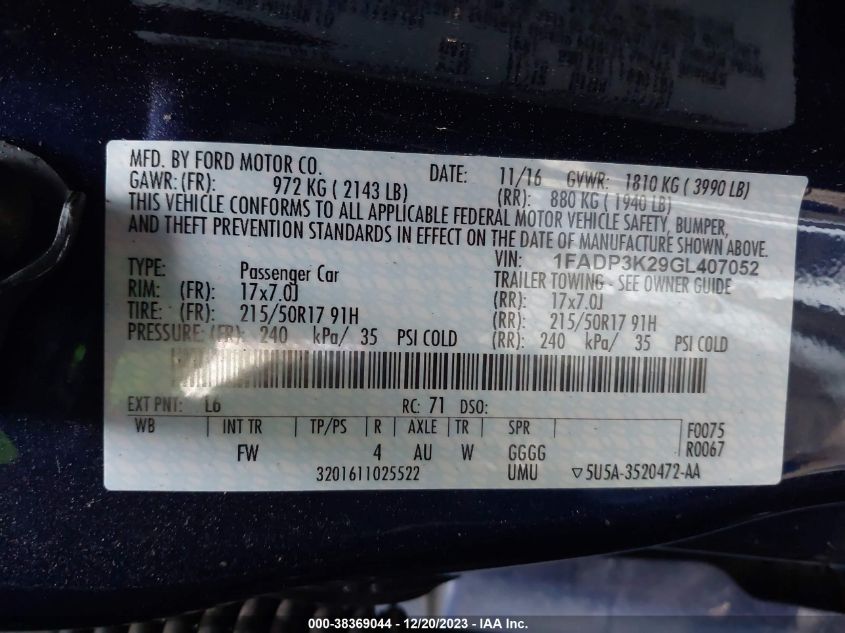 MFD. BY FORD MOTOR CO. DATE: 11/16 GVWR: 1810 KG ( 3990 LB)
GAWR: (FR): 972 KG ( 2143 LB) (RR): 880 KG ( 1940 LB)
THIS VEHICLE CONFORMS TO ALL APPLICABLE FEDERAL MOTOR VEHICLE SAFETY, BUMPER,
AND THEFT PREVENTION STANDARDS IN EFFECT ON THE DATE OF MANUFACTURE SHOWN ABOVE.
VIN: 1FADP3K29GL407052
TYPE: Passenger Car TRAILER TOWING - SEE OWNER GUIDE
RIM: (FR): 17x7.0J (RR): 17x7.0J
TIRE: (FR): 215/50R17 91H (RR): 215/50R17 91H
PRESSURE: (FR): 240 kPa/ 35 PSI COLD (RR): 240 kPa/ 35 PSI COLD
EXT PNT: L6 RC: 71 DSO:
WB INT TR TP/PS R AXLE TR SPR F0075
FW 4 AU W GGGG R0067
3201611025522 UMU ▽5U5A-3520472-AA
000-38369044 / 12/20/2023 - IAA Inc.